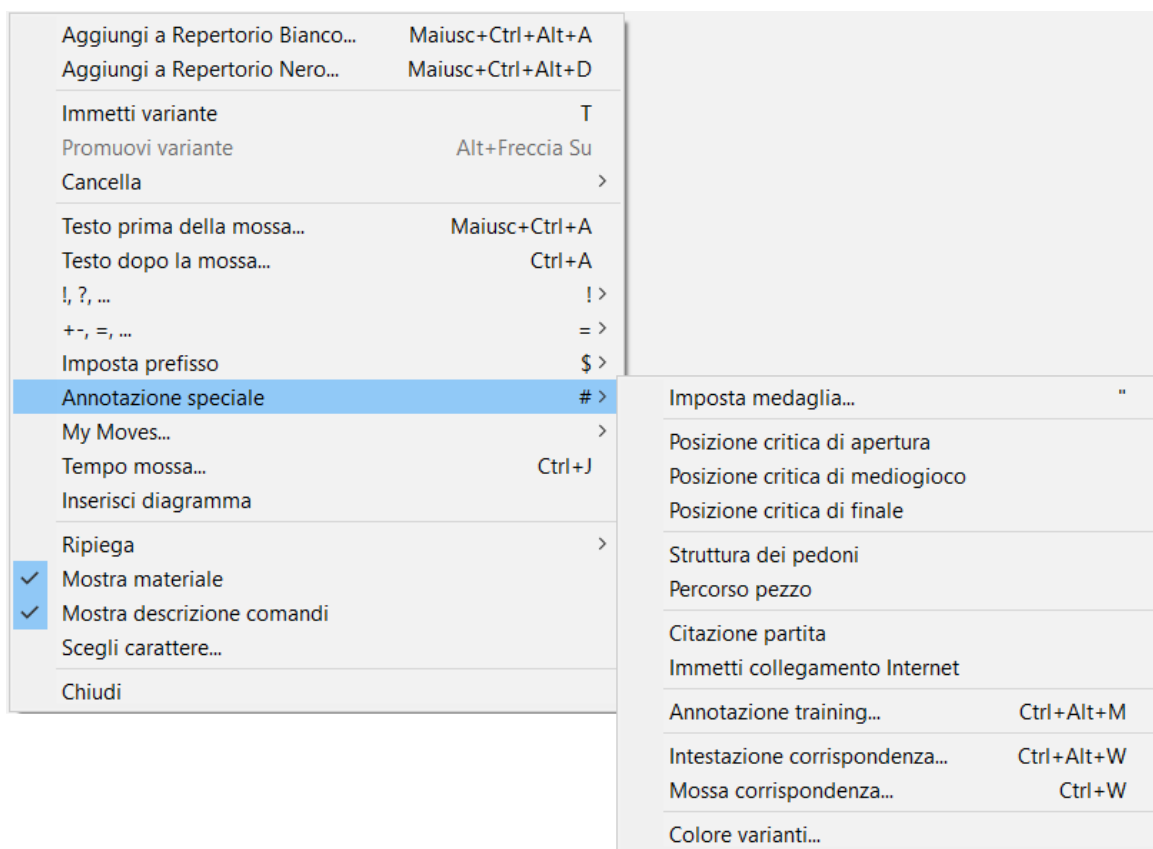 Aggiungi a Repertorio Bianco... Maiusc+Ctrl+Alt+A
Aggiungi a Repertorio Nero... Maiusc+Ctrl+Alt+D
Immetti variante T
Promuovi variante Alt+Freccia Su
Cancella >
Testo prima della mossa... Maiusc+Ctrl+A
Testo dopo la mossa... Ctrl+A
!, ?, ... ! >
+-, =, ... = >
Imposta prefisso $ >
Annotazione speciale # >
My Moves... >
Tempo mossa... Ctrl+J
Inserisci diagramma
Ripiega >
Mostra materiale
Mostra descrizione comandi
Scegli carattere...
Chiudi
Imposta medaglia... "
Posizione critica di apertura
Posizione critica di mediogioco
Posizione critica di finale
Struttura dei pedoni
Percorso pezzo
Citazione partita
Immetti collegamento Internet
Annotazione training... Ctrl+Alt+M
Intestazione corrispondenza... Ctrl+Alt+W
Mossa corrispondenza... Ctrl+W
Colore varianti...